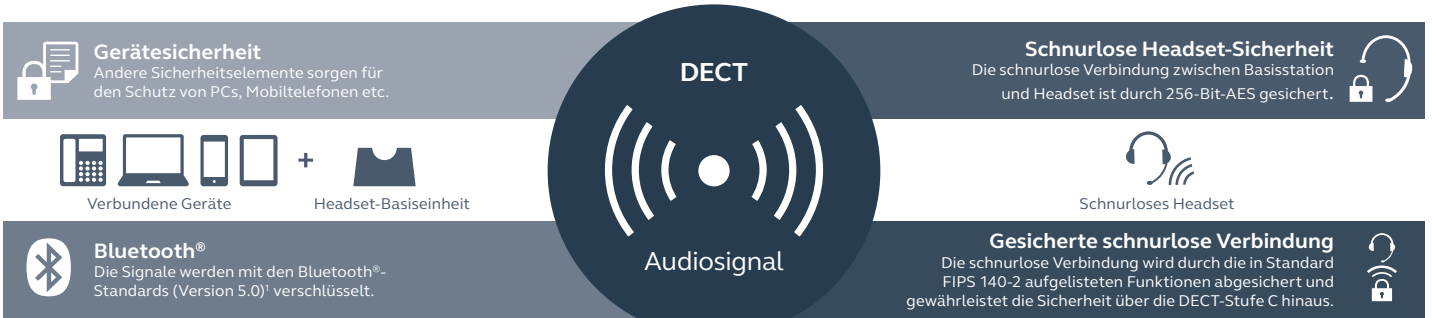 Gerätesicherheit
Andere Sicherheitselemente sorgen für
den Schutz von PCs, Mobiltelefonen etc.
Verbundene Geräte
+
Headset-Basiseinheit
Bluetooth®
Die Signale werden mit den Bluetooth®-
Standards (Version 5.0)¹ verschlüsselt.
DECT
Audiosignal
Schnurlose Headset-Sicherheit
Die schnurlose Verbindung zwischen Basisstation
und Headset ist durch 256-Bit-AES gesichert.
Schnurloses Headset
Gesicherte schnurlose Verbindung
Die schnurlose Verbindung wird durch die in Standard
FIPS 140-2 aufgelisteten Funktionen abgesichert und
gewährleistet die Sicherheit über die DECT-Stufe C hinaus.